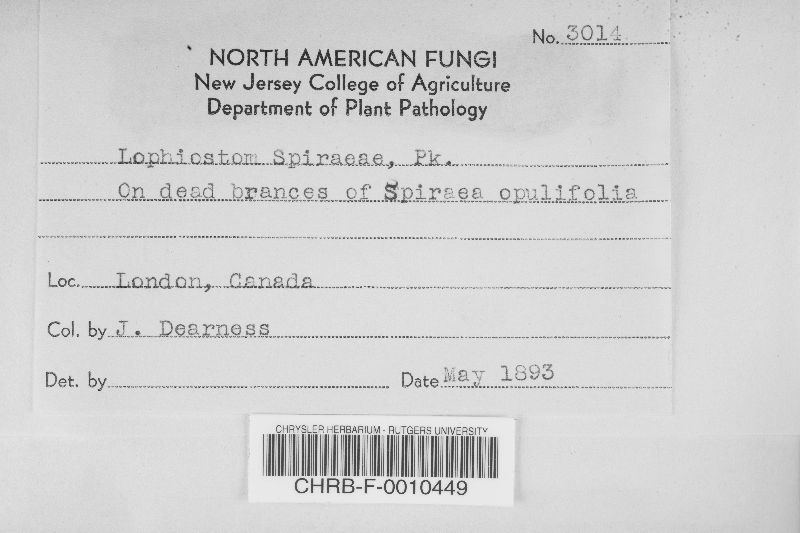 No. 3014
NORTH AMERICAN FUNGI
New Jersey College of Agriculture
Department of Plant Pathology
Lophiostom Spiraeae, Pk.
On dead brances of Spiraea opulifolia
Loc. London, Canada
Col. by J. Dearness
Det. by
Date May 1893
CHRYSLER HERBARIUM - RUTGERS UNIVERSITY
CHRB-F-0010449